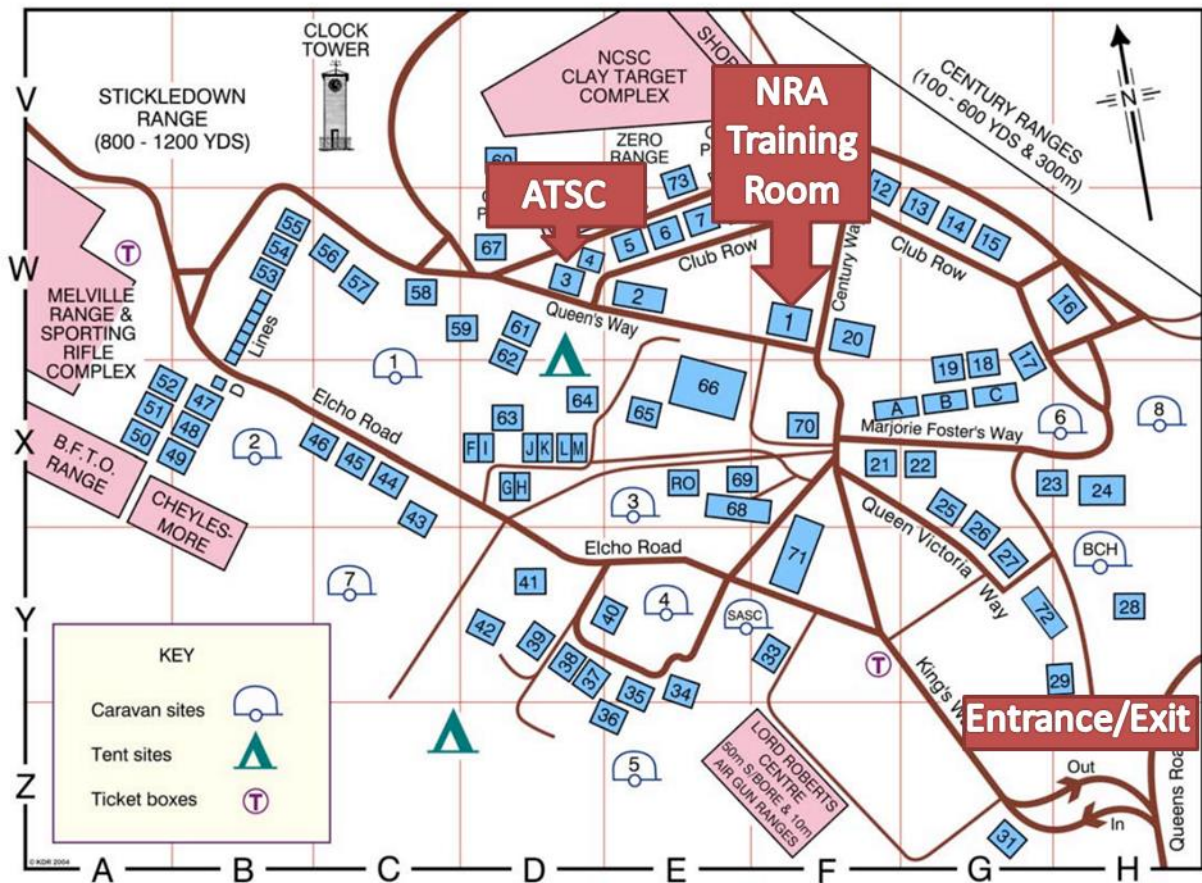 CLOCK
TOWER
STICKLEDOWN
RANGE
(800 - 1200 YDS)
NCSC
CLAY TARGET
COMPLEX
ZERO
RANGE
NRA
Training
Room
ATSC
CENTURY RANGES
(100 - 600 YDS & 300m)
N
V
W
X
Y
Z
60
73
67
4
5
6
7
3
2
1
12
13
14
15
16
Club Row
Club Row
Century Way
Queen's Way
55
54
53
56
57
58
59
61
62
20
19
18
17
A
B
C
MELVILLE
RANGE &
SPORTING
RIFLE
COMPLEX
T
Lines
D
1
52
51
50
47
48
49
2
Elcho Road
46
45
44
43
63
64
65
66
70
F I
J K
L M
G H
RO
69
68
3
Marjorie Foster's Way
6
8
21
22
23
24
25
26
27
B.F.T.O.
RANGE
CHEYLES-
MORE
7
Elcho Road
71
Queen Victoria
Way
BCH
28
72
29
41
42
39
38
37
40
4
SASC
33
35
34
36
5
T
King's
Entrance/Exit
LORD ROBERTS
CENTRE
50m S/BORE & 10m
AIR GUN RANGES
Out
In
31
KEY
Caravan sites
Tent sites
Ticket boxes
T
© KDR 2004
A
B
C
D
E
F
G
H